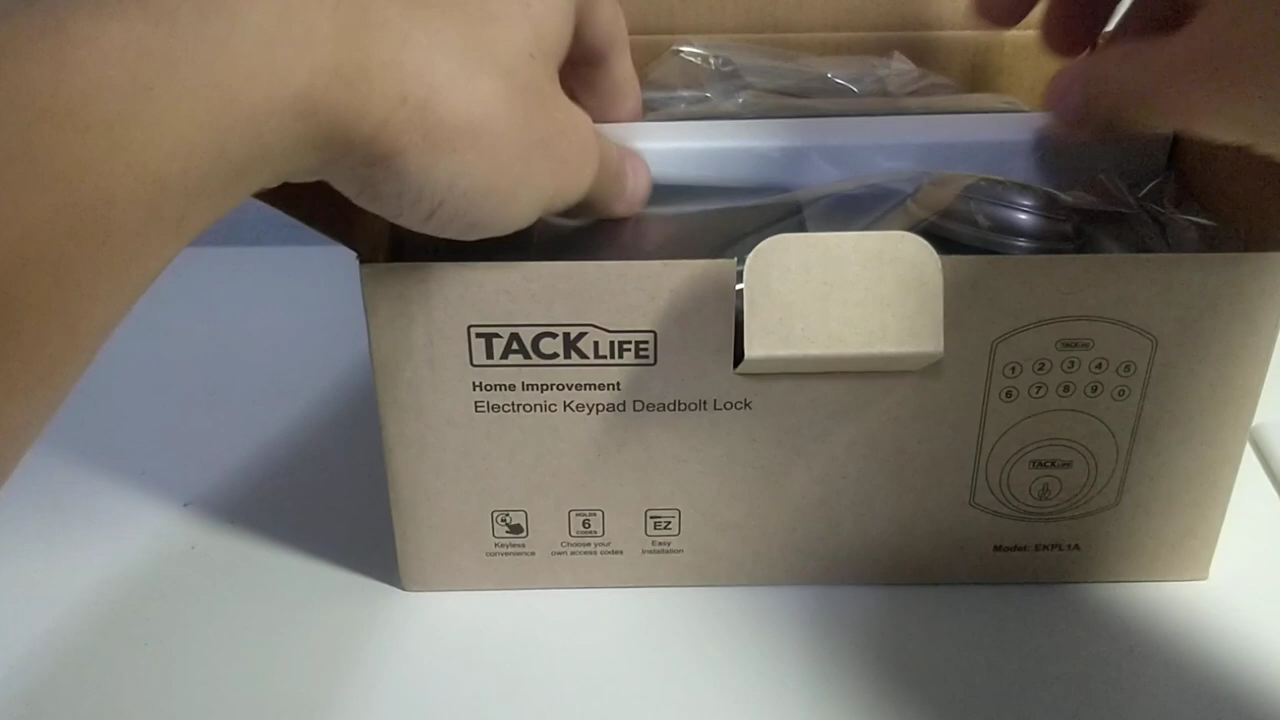 TACKLIFE
Home Improvement
Electronic Keypad Deadbolt Lock
HOLDS
6
CODES
EZ
Keyless
convenience
Choose your
own access codes
Easy
Installation
TACKLIFE
1 2 3 4 5
6 7 8 9 0
TACKLIFE
Model: EKPL1A